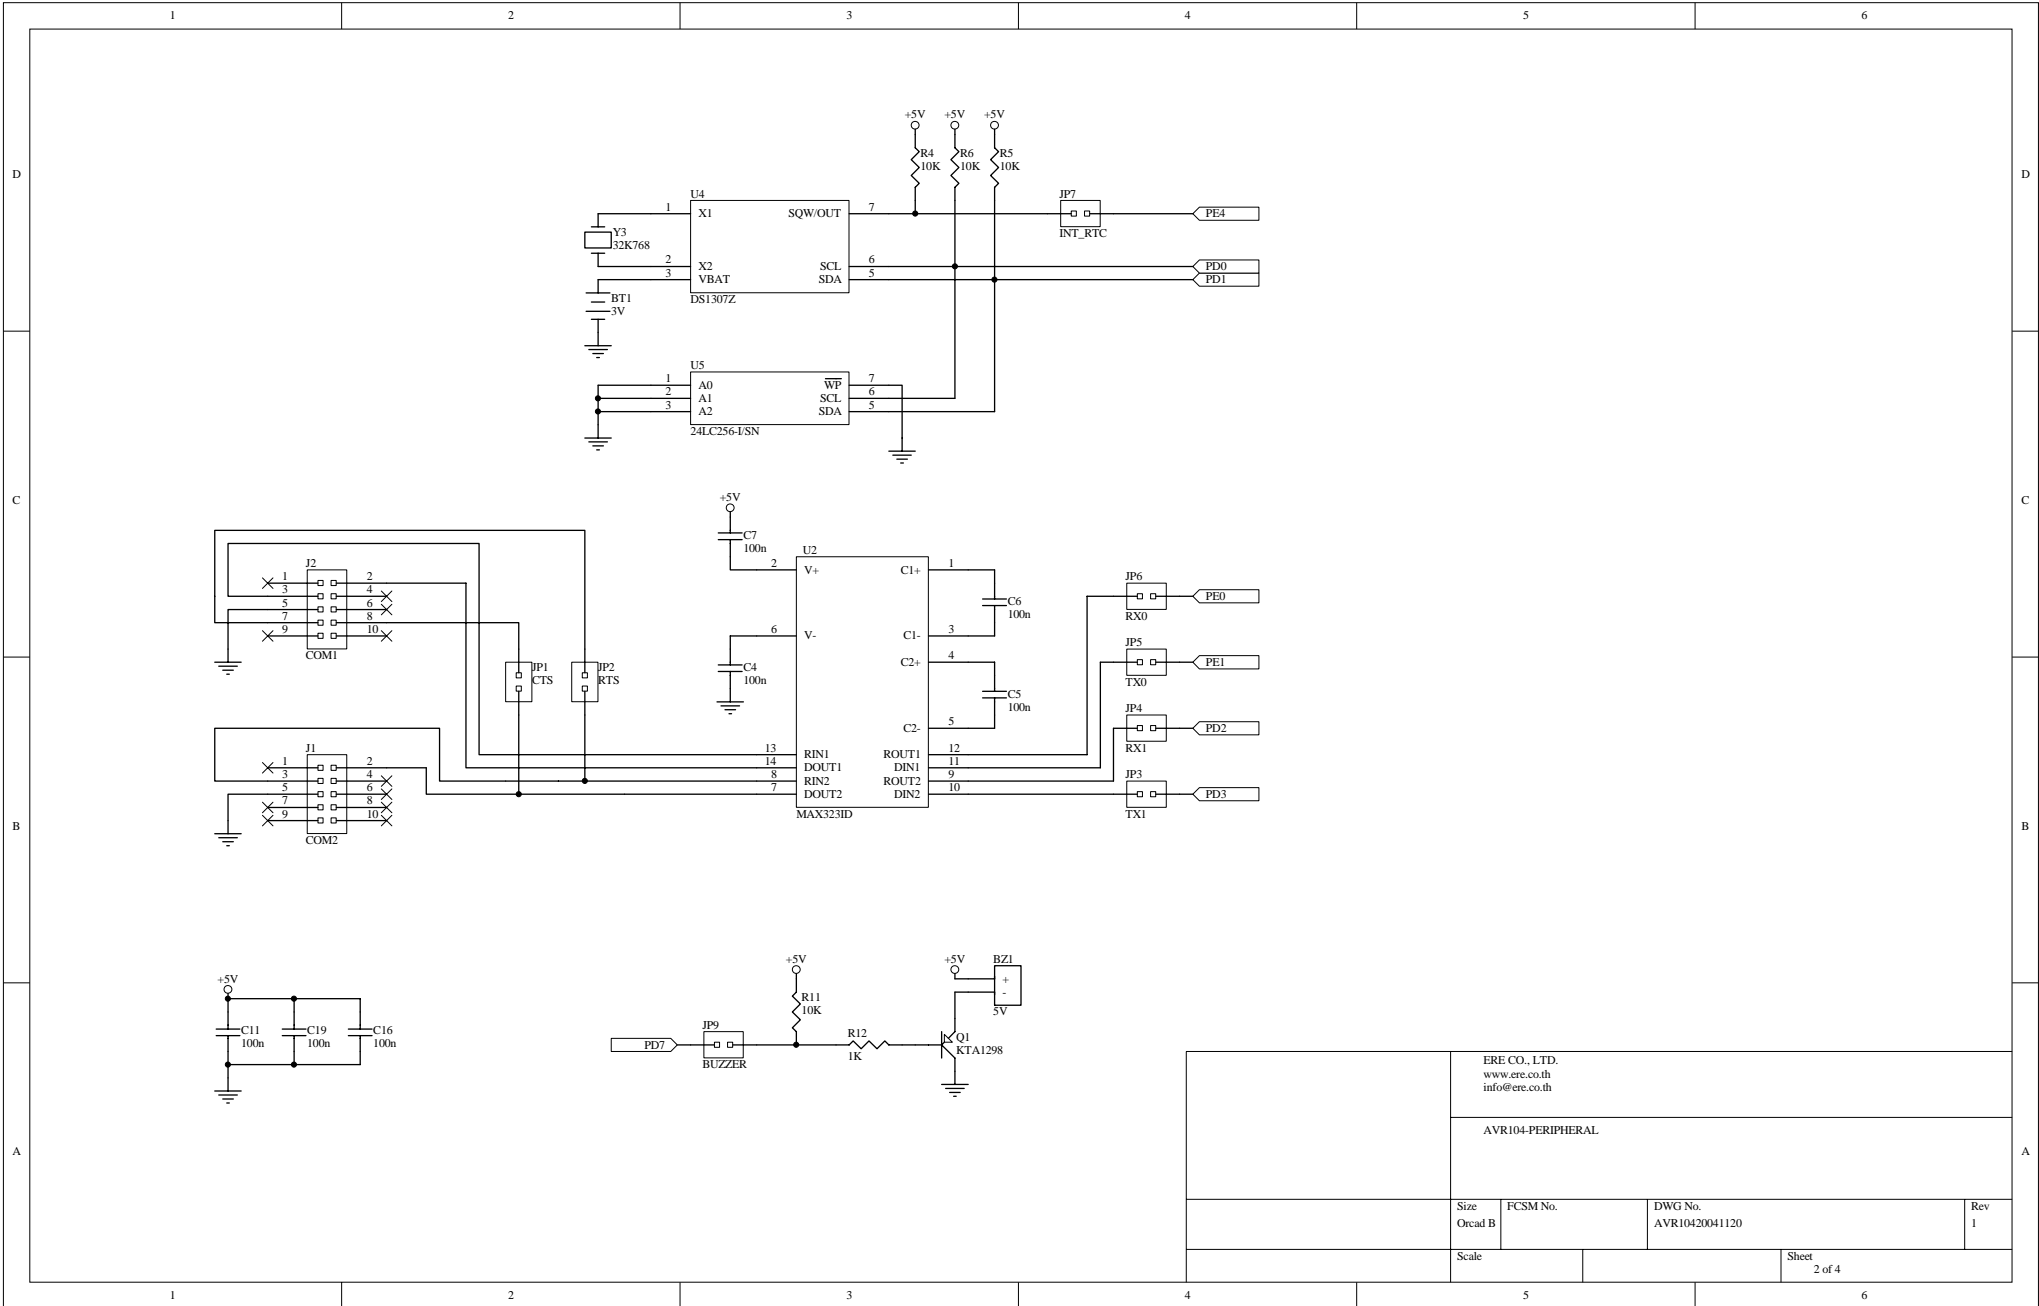 1 2 3 4 5 6
D
D
+5V +5V +5V
R4
10K
R6
10K
R5
10K
U4
1 X1
2 X2
3 VBAT
SQW/OUT 7
SCL 6
SDA 5
DS1307Z
Y3
32K768
BT1
3V
JP7
INT_RTC
PE4
PD0
PD1
U5
1 A0
2 A1
3 A2
WP 7
SCL 6
SDA 5
24LC256-I/SN
C
C
+5V
C7
100n
U2
2 V+
6 V-
C1+ 1
C1- 3
C2+ 4
C2- 5
13 RIN1
14 DOUT1
8 RIN2
7 DOUT2
ROUT1 12
DIN1 11
ROUT2 9
DIN2 10
MAX323ID
C6
100n
C5
100n
C4
100n
J2
1 2
3 4
5 6
7 8
9 10
COM1
JP1
CTS
JP2
RTS
JP6
RX0
PE0
JP5
TX0
PE1
JP4
RX1
PD2
JP3
TX1
PD3
J1
1 2
3 4
5 6
7 8
9 10
COM2
B
B
+5V
C11
100n
C19
100n
C16
100n
PD7
JP9
BUZZER
+5V
R11
10K
R12
1K
+5V
BZ1
+
-
5V
Q1
KTA1298
A
A
ERE CO., LTD.
www.ere.co.th
info@ere.co.th
AVR104-PERIPHERAL
Size
Orcad B
FCSM No.
DWG No.
AVR10420041120
Rev
1
Scale
Sheet
2 of 4
1 2 3 4 5 6